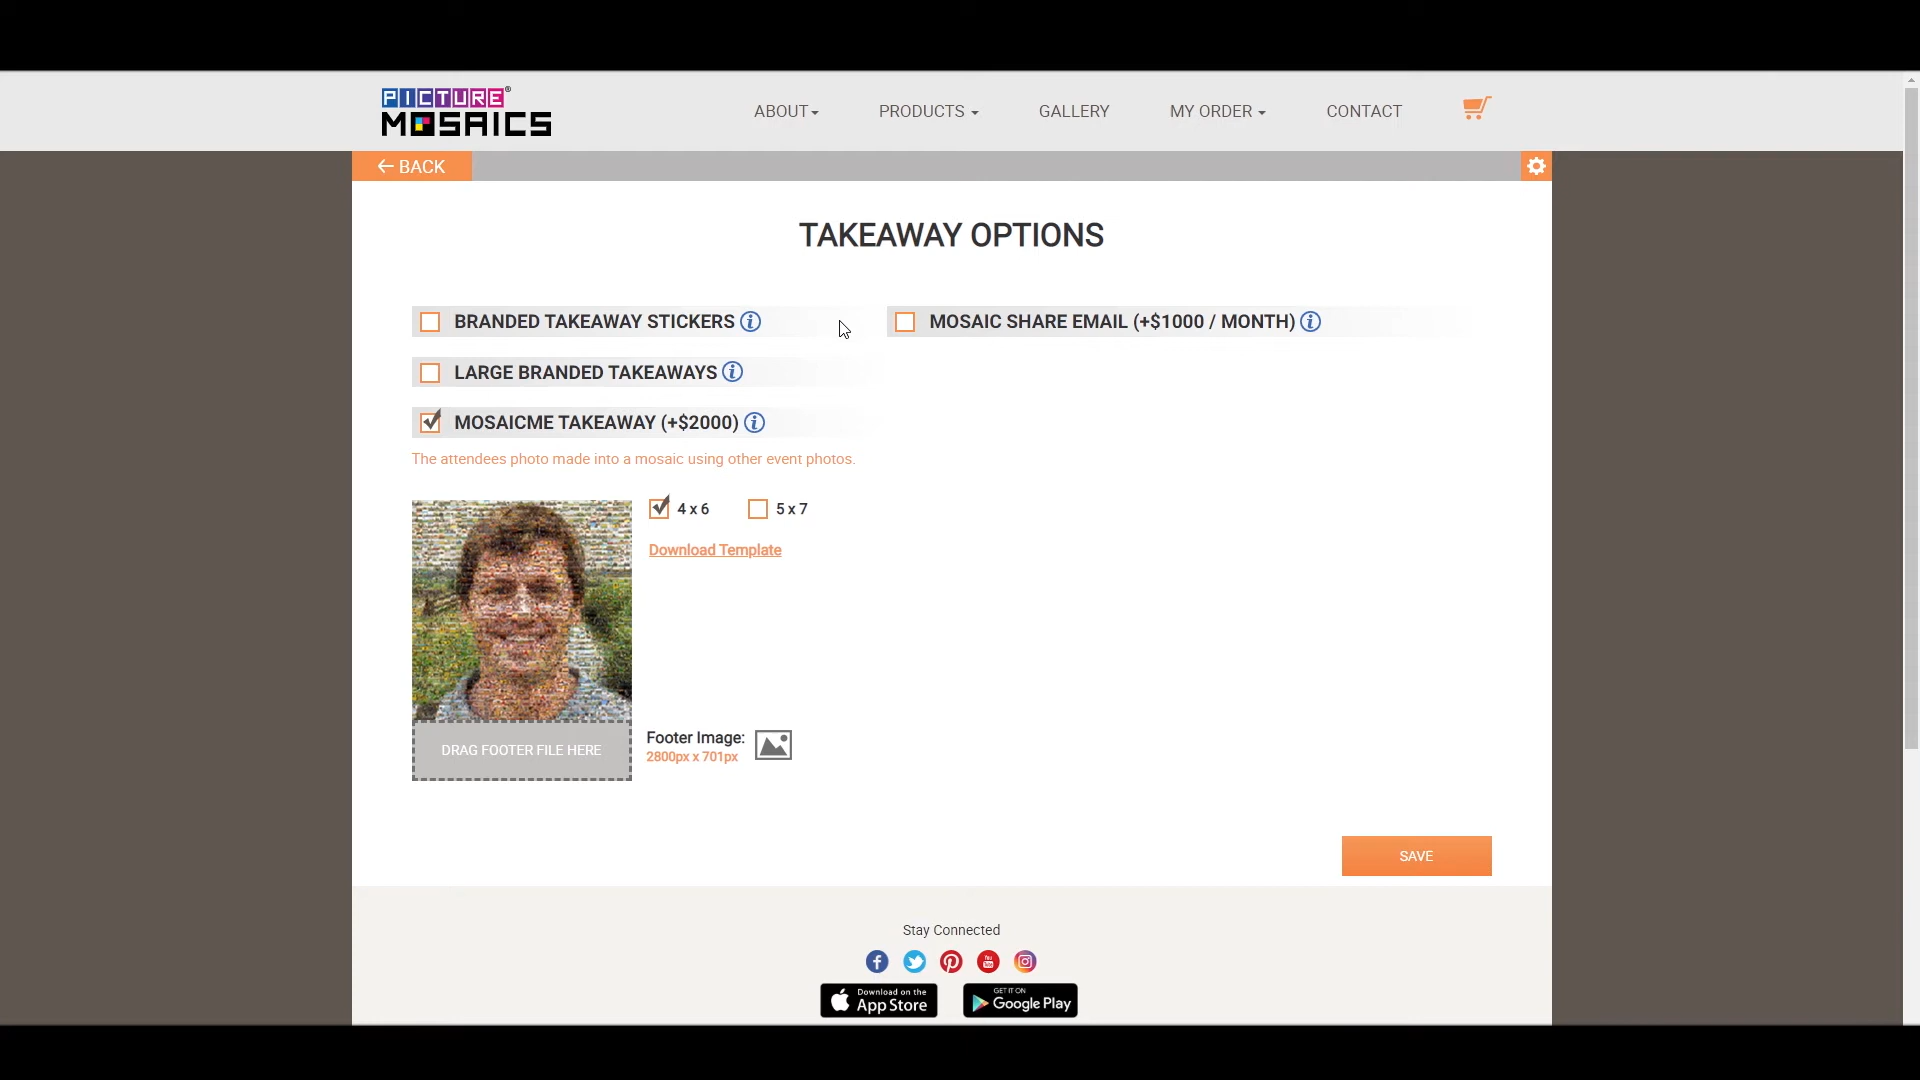 PICTURE®
MOSAICS
ABOUT
PRODUCTS
GALLERY
MY ORDER
CONTACT
BACK
TAKEAWAY OPTIONS
BRANDED TAKEAWAY STICKERS i
MOSAIC SHARE EMAIL (+$1000 / MONTH) i
LARGE BRANDED TAKEAWAYS i
MOSAICME TAKEAWAY (+$2000) i
The attendees photo made into a mosaic using other event photos.
4 x 6
5 x 7
Download Template
DRAG FOOTER FILE HERE
Footer Image:
2800px x 701px
SAVE
Stay Connected
Download on the
App Store
GET IT ON
Google Play